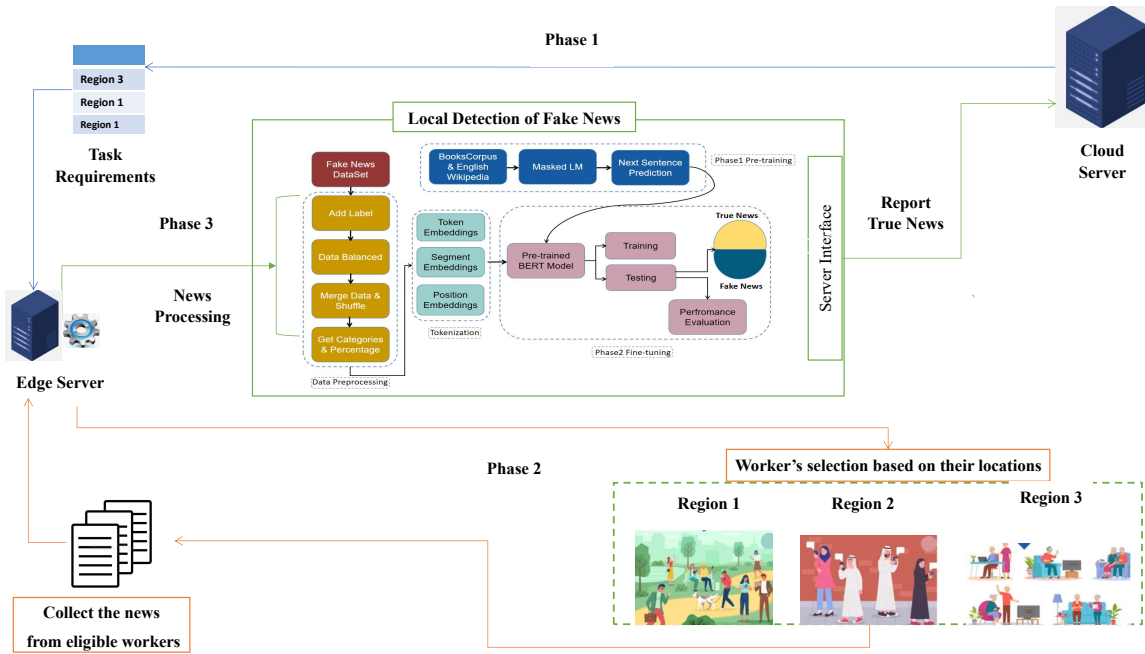 Phase 1
Region 3
Region 1
Region 1
Task
Requirements
Cloud
Server
Local Detection of Fake News
Fake News
DataSet
Add Label
Data Balanced
Merge Data &
Shuffle
Get Categories
& Percentage
Data Preprocessing
BooksCorpus
& English
Wikipedia
Masked LM
Next Sentence
Prediction
Phase1 Pre-training
Token
Embeddings
Segment
Embeddings
Position
Embeddings
Tokenization
Pre-trained
BERT Model
Training
Testing
True News
Fake News
Perfromance
Evaluation
Phase2 Fine-tuning
Server Interface
Report
True News
Phase 3
News
Processing
Edge Server
Phase 2
Worker's selection based on their locations
Region 1
Region 2
Region 3
Collect the news
from eligible workers